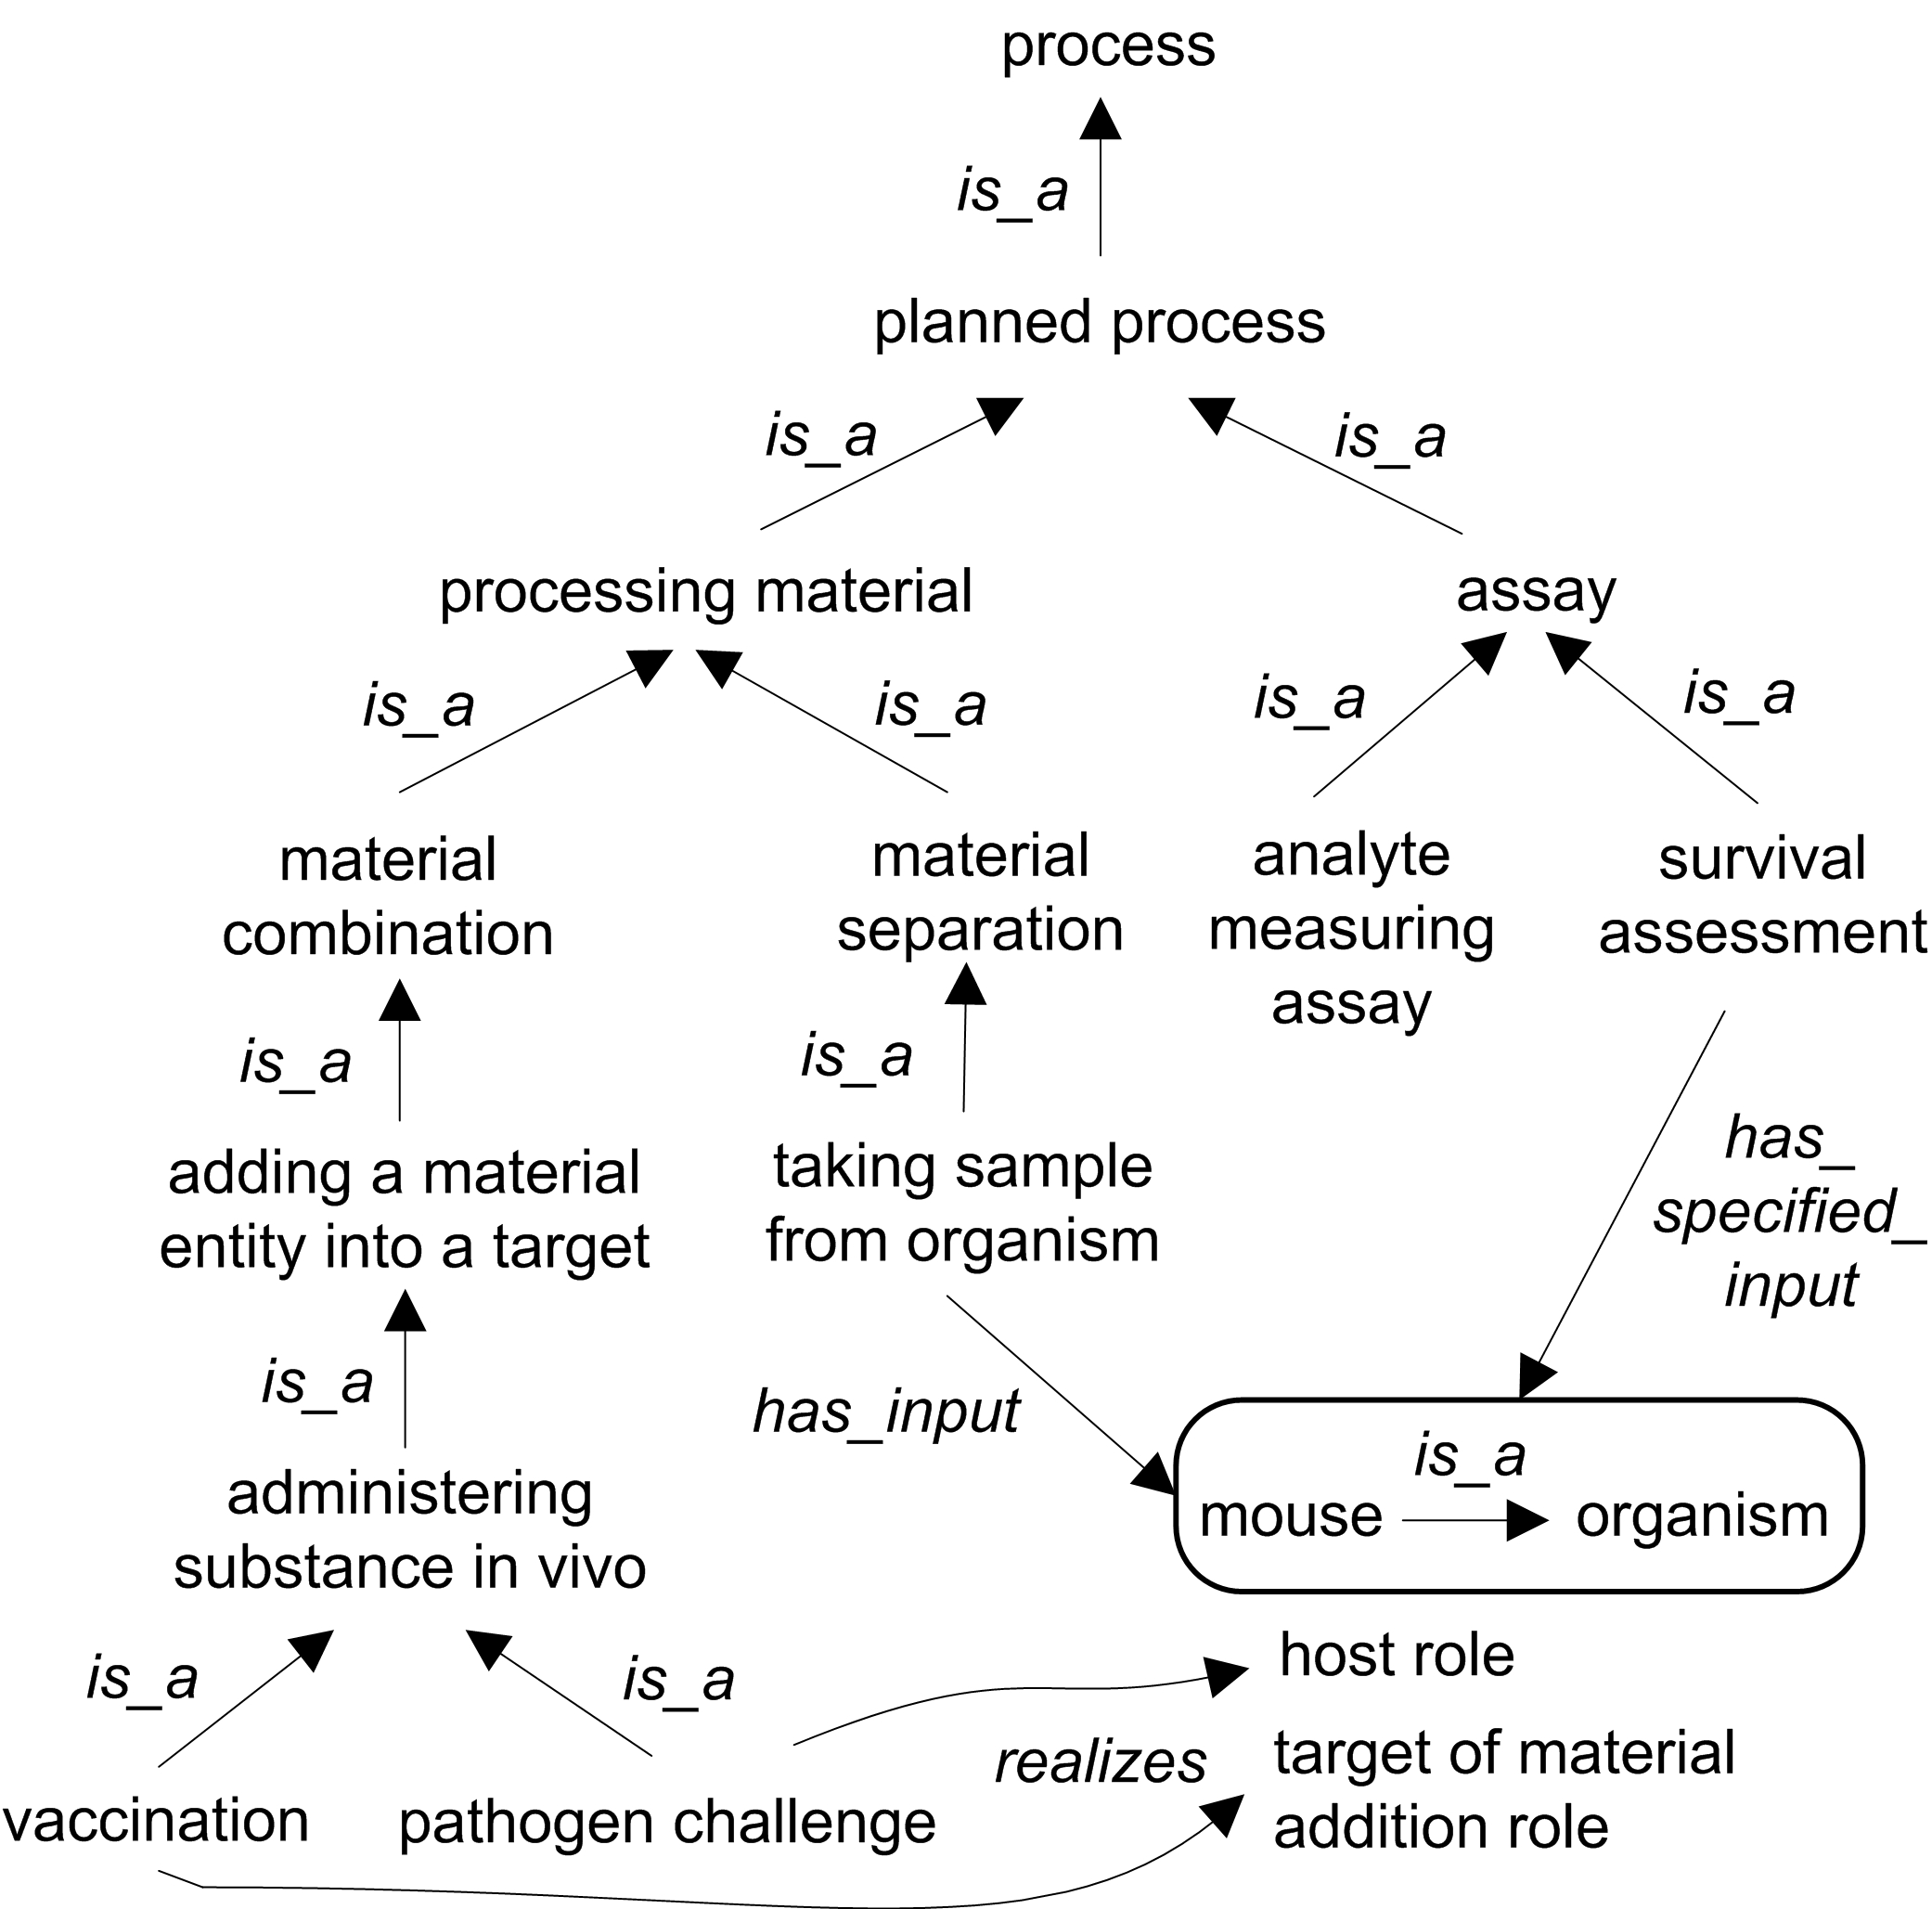 process
is_a
planned process
is_a
is_a
processing material
assay
is_a
is_a
is_a
is_a
material
combination
material
separation
analyte
measuring
assay
survival
assessment
is_a
is_a
has_
specified_
input
adding a material
entity into a target
taking sample
from organism
is_a
has_input
is_a
mouse
organism
administering
substance in vivo
is_a
is_a
host role
realizes
target of material
addition role
vaccination
pathogen challenge